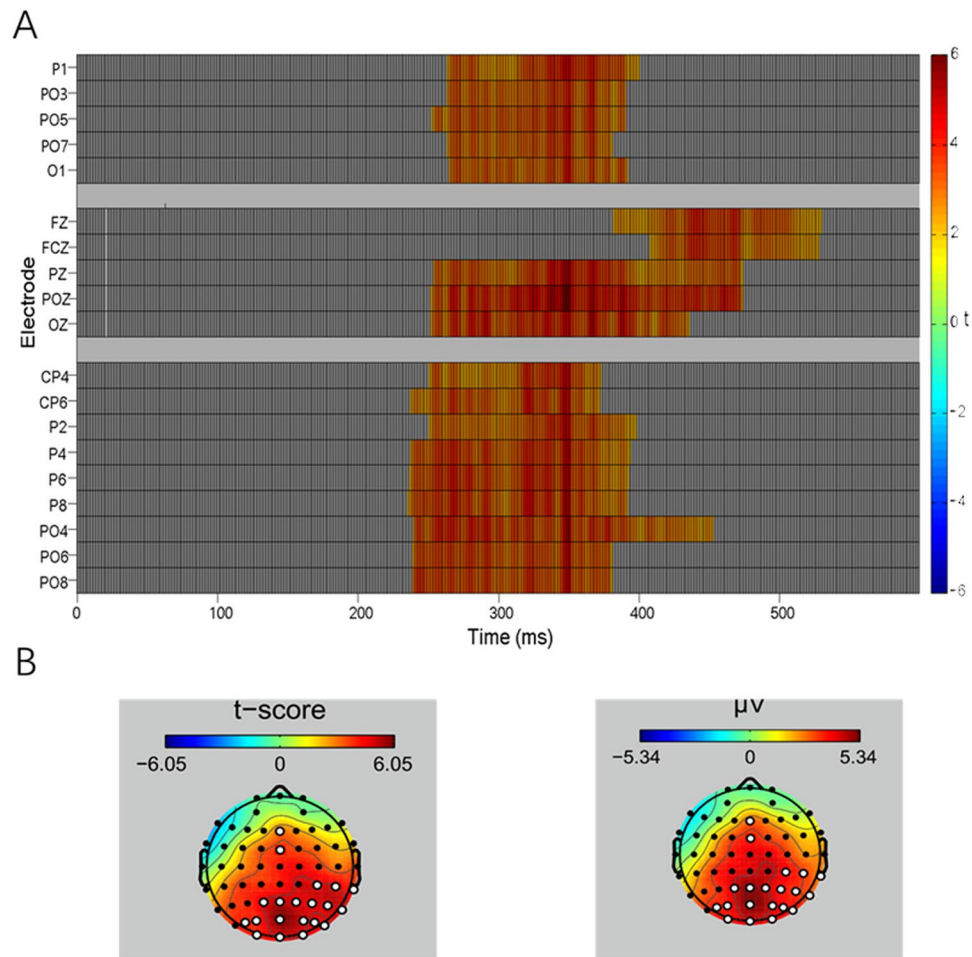 A
P1
PO3
PO5
PO7
O1
FZ
FCZ
PZ
POZ
OZ
CP4
CP6
P2
P4
P6
P8
PO4
PO6
PO8
Electrode
0 100 200 300 400 500
Time (ms)
6
4
2
0 t
-2
-4
-6
B
t-score
-6.05 0 6.05
μV
-5.34 0 5.34